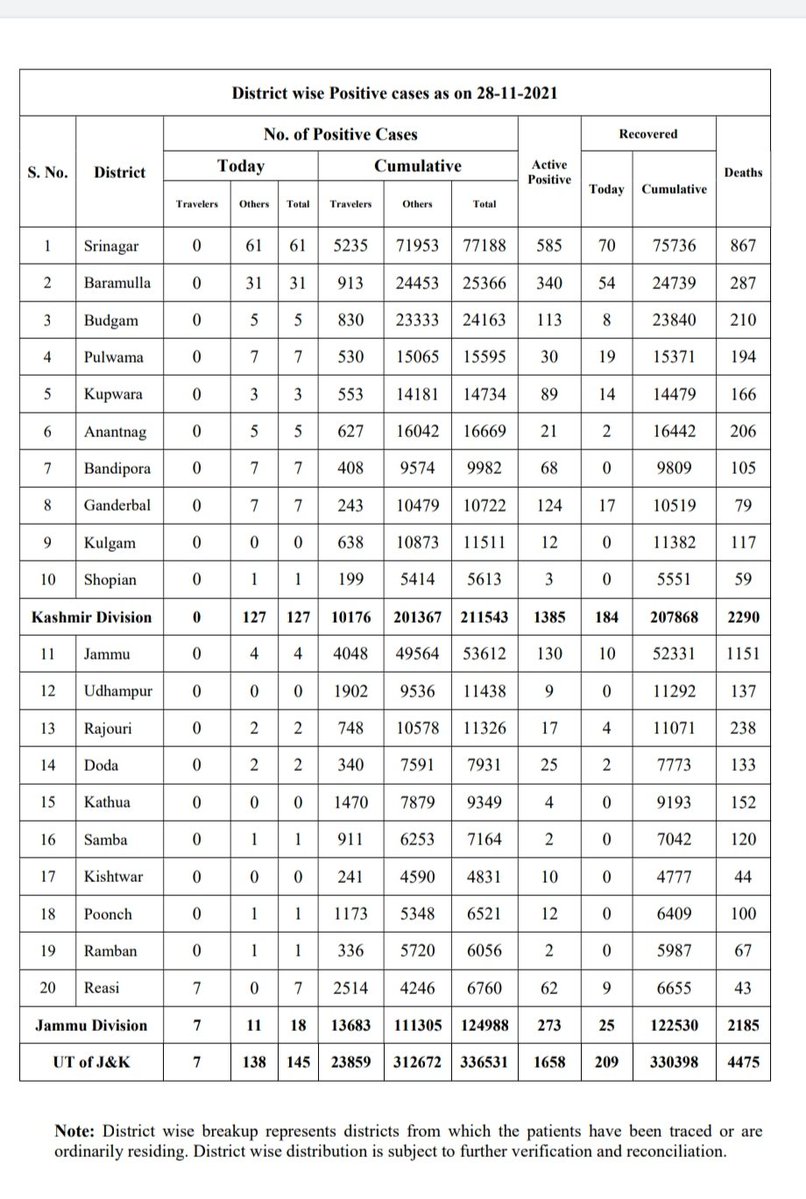 District wise Positive cases as on 28-11-2021
S. No. District No. of Positive Cases Active Positive Recovered Deaths
Today Cumulative Today Cumulative
Travelers Others Total Travelers Others Total
1 Srinagar 0 61 61 5235 71953 77188 585 70 75736 867
2 Baramulla 0 31 31 913 24453 25366 340 54 24739 287
3 Budgam 0 5 5 830 23333 24163 113 8 23840 210
4 Pulwama 0 7 7 530 15065 15595 30 19 15371 194
5 Kupwara 0 3 3 553 14181 14734 89 14 14479 166
6 Anantnag 0 5 5 627 16042 16669 21 2 16442 206
7 Bandipora 0 7 7 408 9574 9982 68 0 9809 105
8 Ganderbal 0 7 7 243 10479 10722 124 17 10519 79
9 Kulgam 0 0 0 638 10873 11511 12 0 11382 117
10 Shopian 0 1 1 199 5414 5613 3 0 5551 59
Kashmir Division 0 127 127 10176 201367 211543 1385 184 207868 2290
11 Jammu 0 4 4 4048 49564 53612 130 10 52331 1151
12 Udhampur 0 0 0 1902 9536 11438 9 0 11292 137
13 Rajouri 0 2 2 748 10578 11326 17 4 11071 238
14 Doda 0 2 2 340 7591 7931 25 2 7773 133
15 Kathua 0 0 0 1470 7879 9349 4 0 9193 152
16 Samba 0 1 1 911 6253 7164 2 0 7042 120
17 Kishtwar 0 0 0 241 4590 4831 10 0 4777 44
18 Poonch 0 1 1 1173 5348 6521 12 0 6409 100
19 Ramban 0 1 1 336 5720 6056 2 0 5987 67
20 Reasi 7 0 7 2514 4246 6760 62 9 6655 43
Jammu Division 7 11 18 13683 111305 124988 273 25 122530 2185
UT of J&K 7 138 145 23859 312672 336531 1658 209 330398 4475
Note: District wise breakup represents districts from which the patients have been traced or are
ordinarily residing. District wise distribution is subject to further verification and reconciliation.